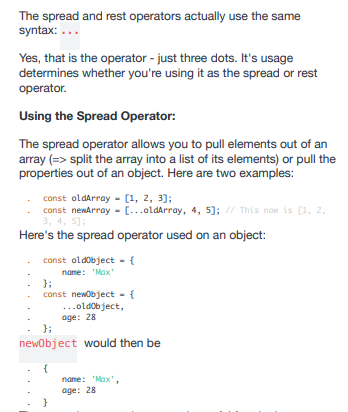 The spread and rest operators actually use the same
syntax: ...
Yes, that is the operator - just three dots. It's usage
determines whether you're using it as the spread or rest
operator.
Using the Spread Operator:
The spread operator allows you to pull elements out of an
array (=> split the array into a list of its elements) or pull the
properties out of an object. Here are two examples:
const oldArray = [1, 2, 3];
const newArray = [...oldArray, 4, 5]; // This now is [1, 2,
3, 4, 5];
Here's the spread operator used on an object:
const oldObject = {
name: 'Max'
};
const newObject = {
...oldObject,
age: 28
};
newObject would then be
{
name: 'Max',
age: 28
}